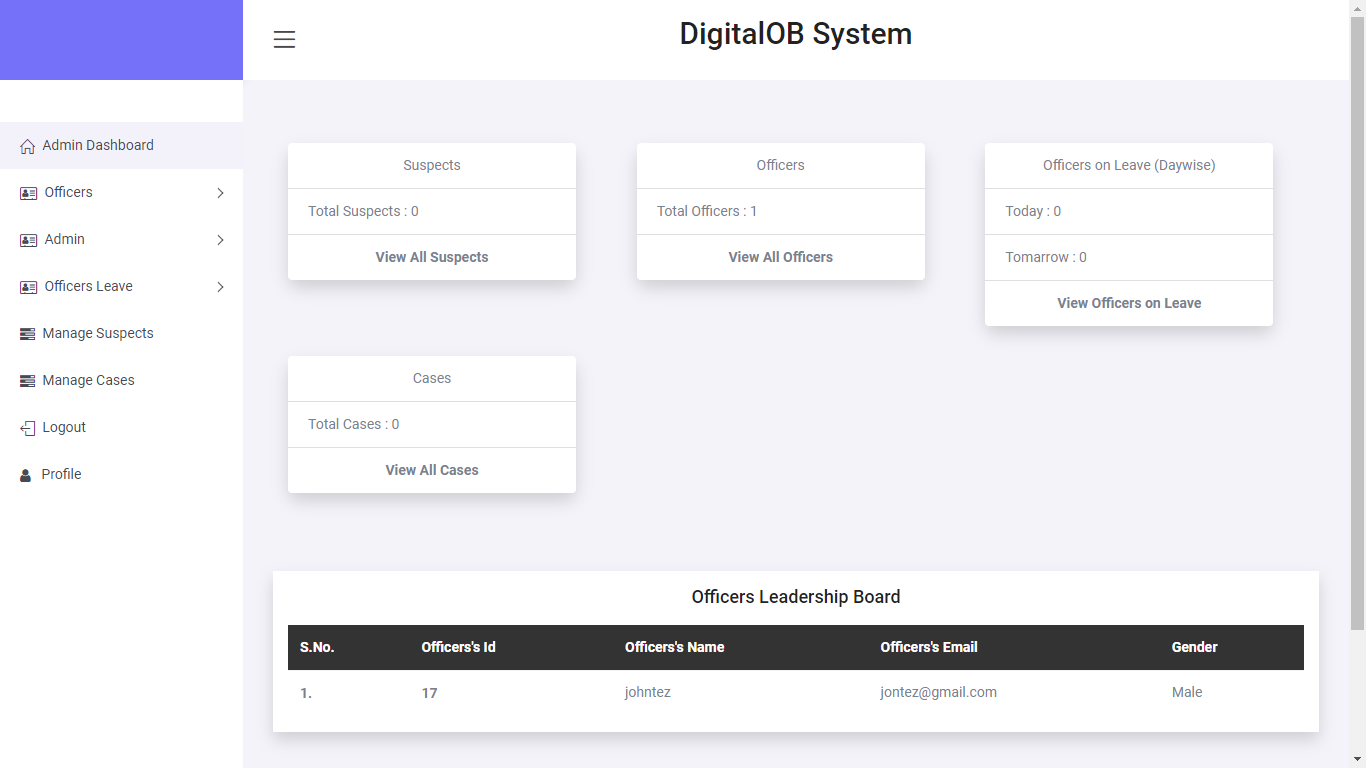 DigitalOB System
Admin Dashboard
Officers
Admin
Officers Leave
Manage Suspects
Manage Cases
Logout
Profile
Suspects
Total Suspects : 0
View All Suspects
Officers
Total Officers : 1
View All Officers
Officers on Leave (Daywise)
Today : 0
Tomarrow : 0
View Officers on Leave
Cases
Total Cases : 0
View All Cases
Officers Leadership Board
S.No. Officers's Id Officers's Name Officers's Email Gender
1. 17 johntez jontez@gmail.com Male